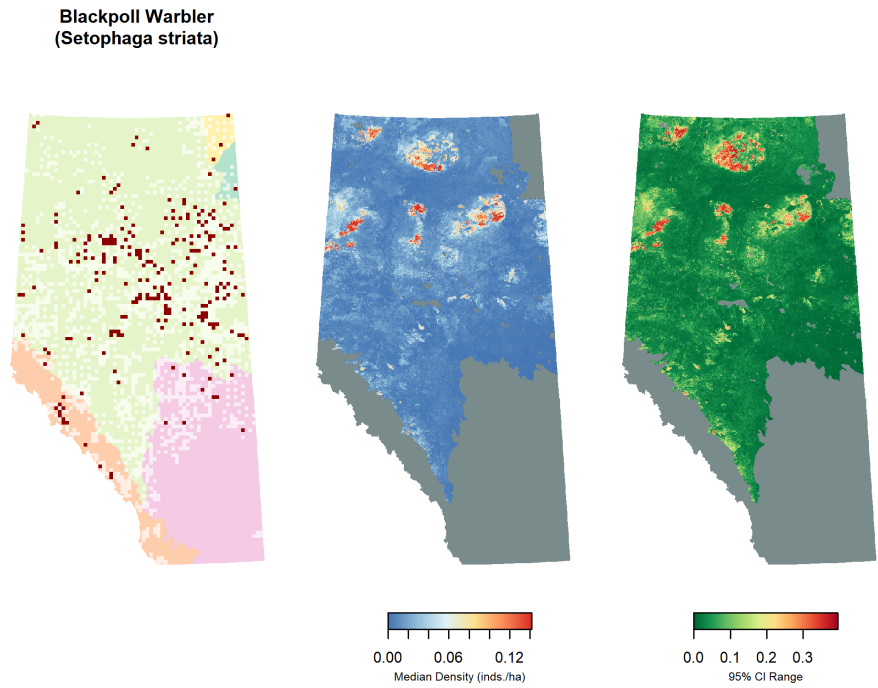 Blackpoll Warbler
(Setophaga striata)
0.00 0.06 0.12
Median Density (inds./ha)
0.0 0.1 0.2 0.3
95% CI Range